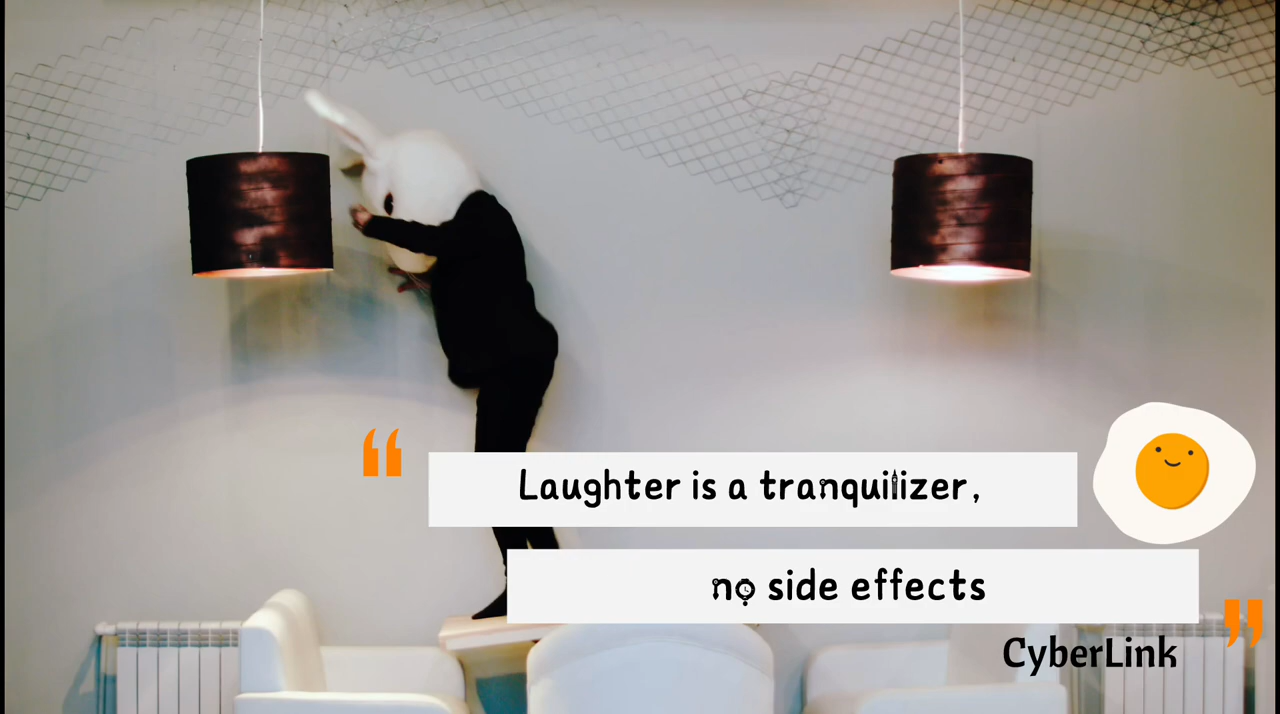 “
Laughter is a tranquilizer,
no side effects
”
CyberLink